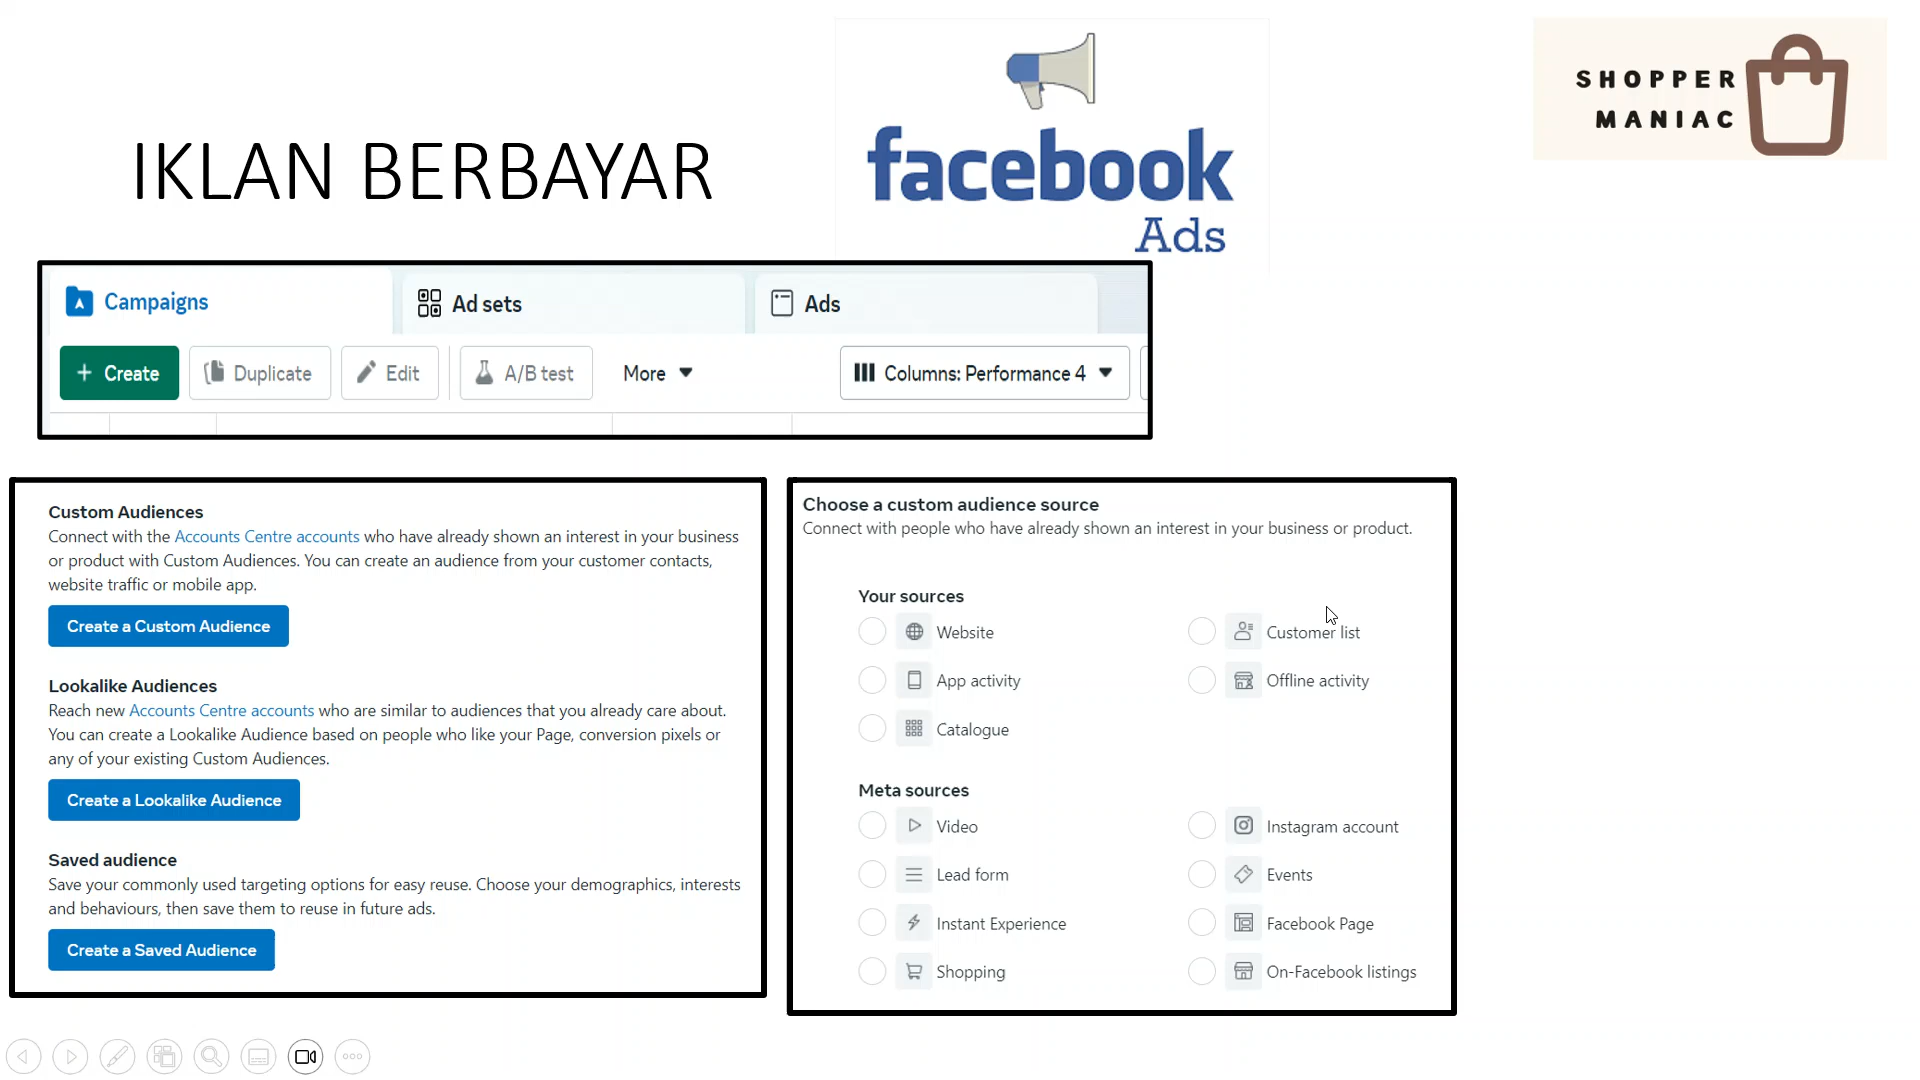 IKLAN BERBAYAR
facebook
Ads
SHOPPER
MANIAC
Campaigns
Ad sets
Ads
+ Create
Duplicate
Edit
A/B test
More
Columns: Performance 4
Custom Audiences
Connect with the Accounts Centre accounts who have already shown an interest in your business
or product with Custom Audiences. You can create an audience from your customer contacts,
website traffic or mobile app.
Create a Custom Audience
Lookalike Audiences
Reach new Accounts Centre accounts who are similar to audiences that you already care about.
You can create a Lookalike Audience based on people who like your Page, conversion pixels or
any of your existing Custom Audiences.
Create a Lookalike Audience
Saved audience
Save your commonly used targeting options for easy reuse. Choose your demographics, interests
and behaviours, then save them to reuse in future ads.
Create a Saved Audience
Choose a custom audience source
Connect with people who have already shown an interest in your business or product.
Your sources
Website
Customer list
App activity
Offline activity
Catalogue
Meta sources
Video
Instagram account
Lead form
Events
Instant Experience
Facebook Page
Shopping
On-Facebook listings